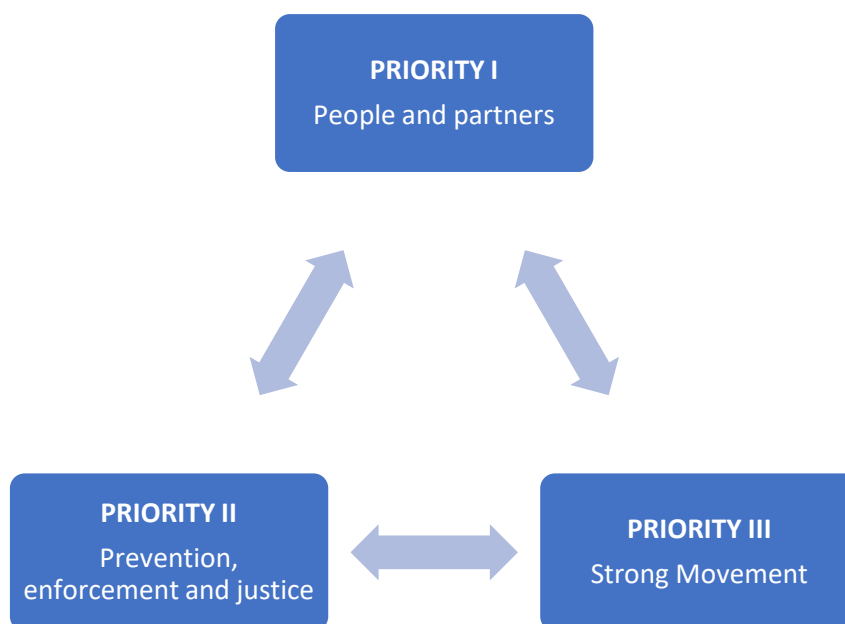 PRIORITY I
People and partners
PRIORITY II
Prevention,
enforcement and justice
PRIORITY III
Strong Movement